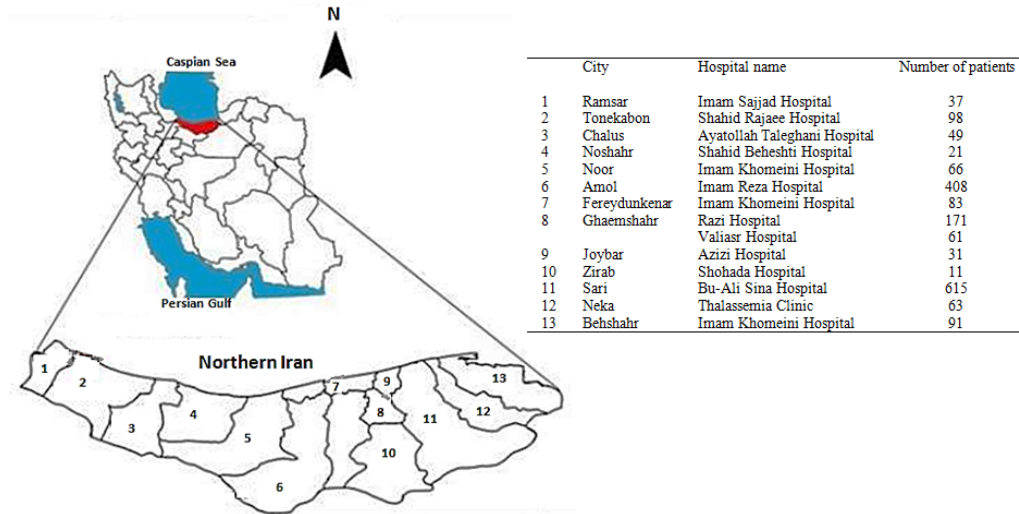 N
Caspian Sea
Persian Gulf
Northern Iran
1
2
3
4
5
6
7
8
9
10
11
12
13
City Hospital name Number of patients
1 Ramsar Imam Sajjad Hospital 37
2 Tonekabon Shahid Rajaee Hospital 98
3 Chalus Ayatollah Taleghani Hospital 49
4 Noshahr Shahid Beheshti Hospital 21
5 Noor Imam Khomeini Hospital 66
6 Amol Imam Reza Hospital 408
7 Fereydunkenar Imam Khomeini Hospital 83
8 Ghaemshahr Razi Hospital 171
Valiasr Hospital 61
9 Joybar Azizi Hospital 31
10 Zirab Shohada Hospital 11
11 Sari Bu-Ali Sina Hospital 615
12 Neka Thalassemia Clinic 63
13 Behshahr Imam Khomeini Hospital 91